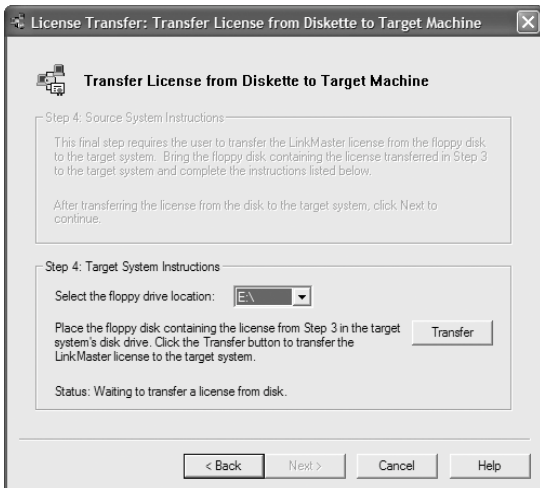 License Transfer: Transfer License from Diskette to Target Machine
Transfer License from Diskette to Target Machine
Step 4: Source System Instructions
This final step requires the user to transfer the LinkMaster license from the floppy disk
to the target system. Bring the floppy disk containing the license transferred in Step 3
to the target system and complete the instructions listed below.
After transferring the license from the disk to the target system, click Next to
continue.
Step 4: Target System Instructions
Select the floppy drive location: E:\
Place the floppy disk containing the license from Step 3 in the target
system's disk drive. Click the Transfer button to transfer the
LinkMaster license to the target system.
Transfer
Status: Waiting to transfer a license from disk.
< Back Next > Cancel Help